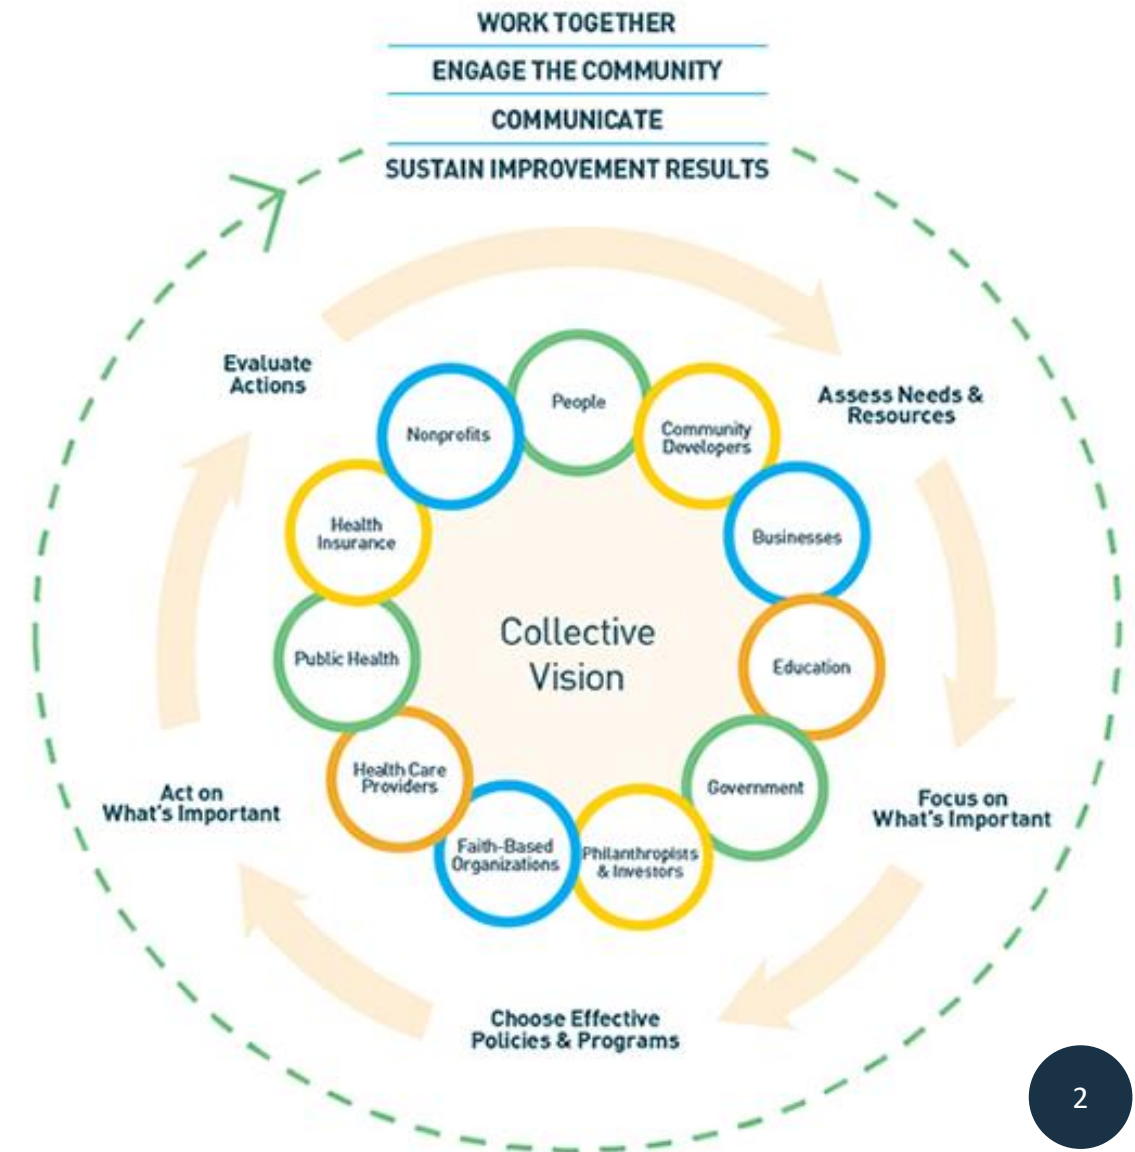 WORK TOGETHER
ENGAGE THE COMMUNITY
COMMUNICATE
SUSTAIN IMPROVEMENT RESULTS
Evaluate
Actions
Assess Needs &
Resources
People
Nonprofits
Community
Developers
Health
Insurance
Businesses
Collective
Vision
Public Health
Education
Health Care
Providers
Government
Act on
What's Important
Focus on
What's Important
Faith-Based
Organizations
Philanthropists
& Investors
Choose Effective
Policies & Programs
2